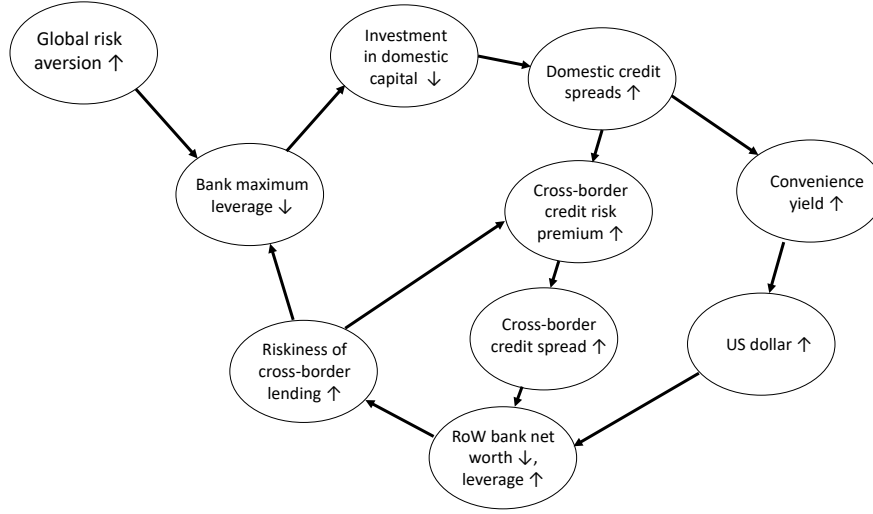 Global risk
aversion ↑
Investment
in domestic
capital ↓
Domestic credit
spreads ↑
Bank maximum
leverage ↓
Cross-border
credit risk
premium ↑
Convenience
yield ↑
Cross-border
credit spread ↑
US dollar ↑
Riskiness of
cross-border
lending ↑
RoW bank net
worth ↓,
leverage ↑